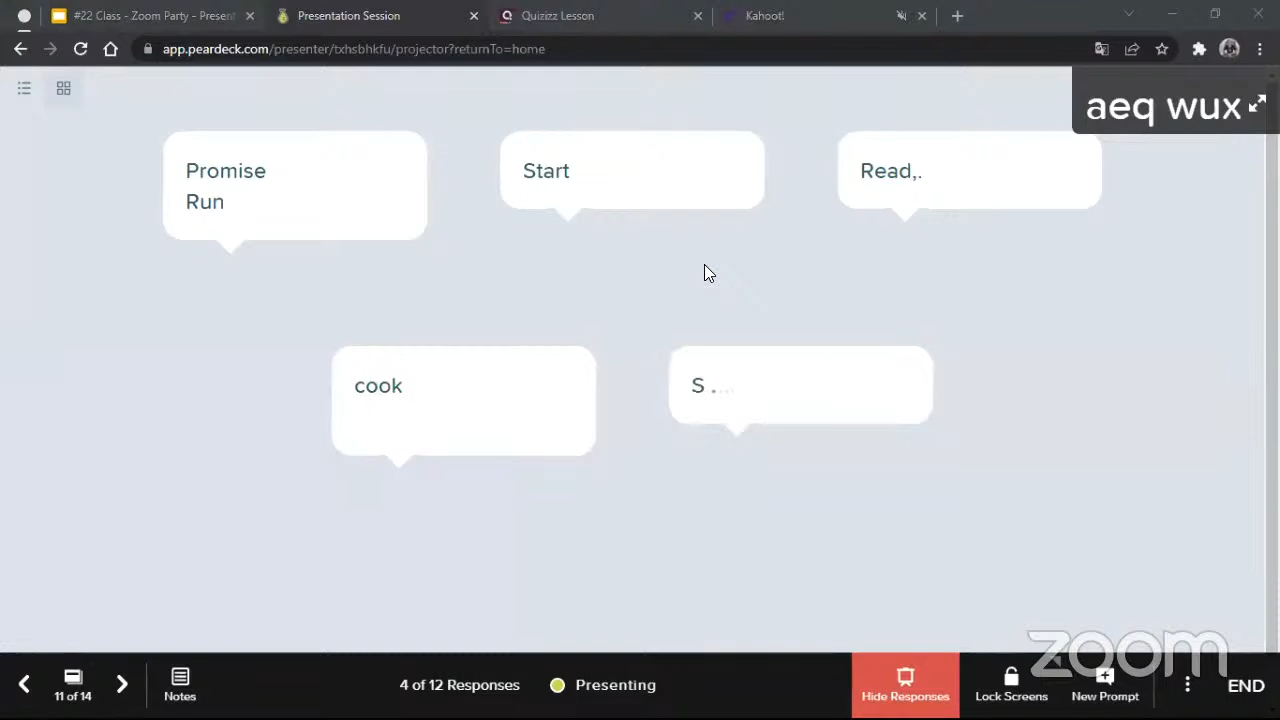 #22 Class - Zoom Party - Present
Presentation Session
Quizizz Lesson
Kahoot!
app.peardeck.com/presenter/txhsbhkfu/projector?returnTo=home
aeq wux
Promise
Run
Start
Read,.
cook
S ...
zoom
11 of 14
Notes
4 of 12 Responses
Presenting
Hide Responses
Lock Screens
New Prompt
END